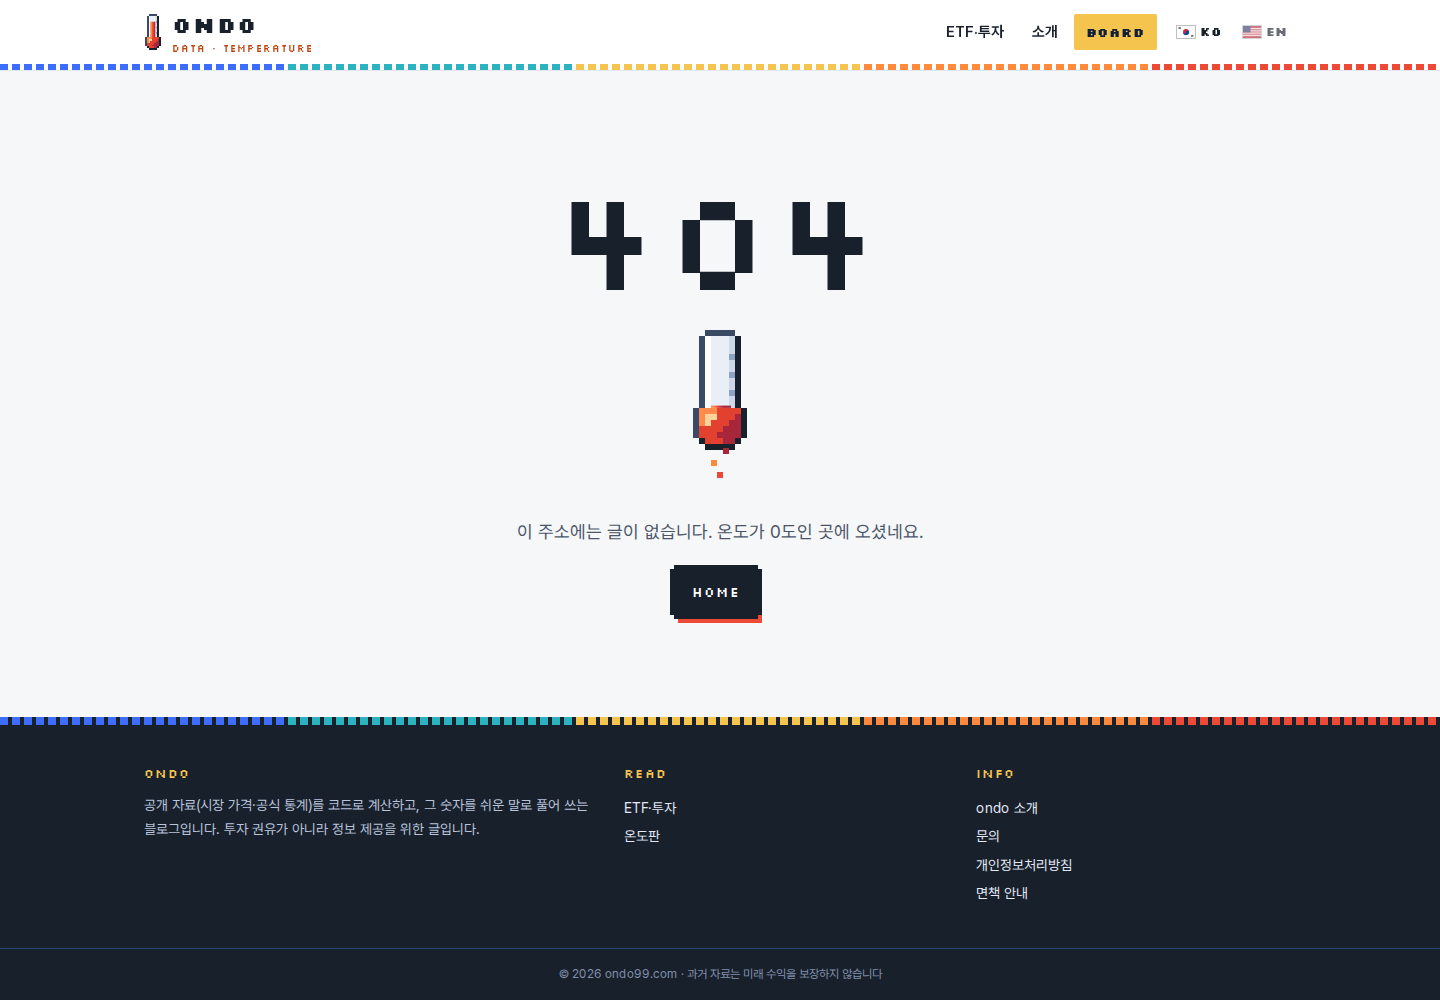 ONDO
DATA · TEMPERATURE
ETF·투자
소개
BOARD
KO
EN
404
이 주소에는 글이 없습니다. 온도가 0도인 곳에 오셨네요.
HOME
ONDO
공개 자료(시장 가격·공식 통계)를 코드로 계산하고, 그 숫자를 쉬운 말로 풀어 쓰는
블로그입니다. 투자 권유가 아니라 정보 제공을 위한 글입니다.
READ
ETF·투자
온도판
INFO
ondo 소개
문의
개인정보처리방침
면책 안내
© 2026 ondo99.com · 과거 자료는 미래 수익을 보장하지 않습니다